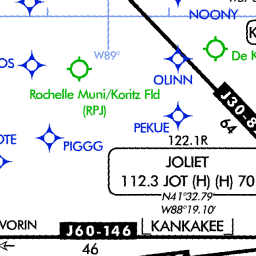 NOONY
W89°
OS
OLINN
De K
Rochelle Muni/Koritz Fld
(RPJ)
J30-8
64
PEKUE
122.1R
OTE
PIGGG
JOLIET
112.3 JOT (H) (H) 70
N41°32.79'
W88°19.10'
VORIN
J60-146
KANKAKEE
46